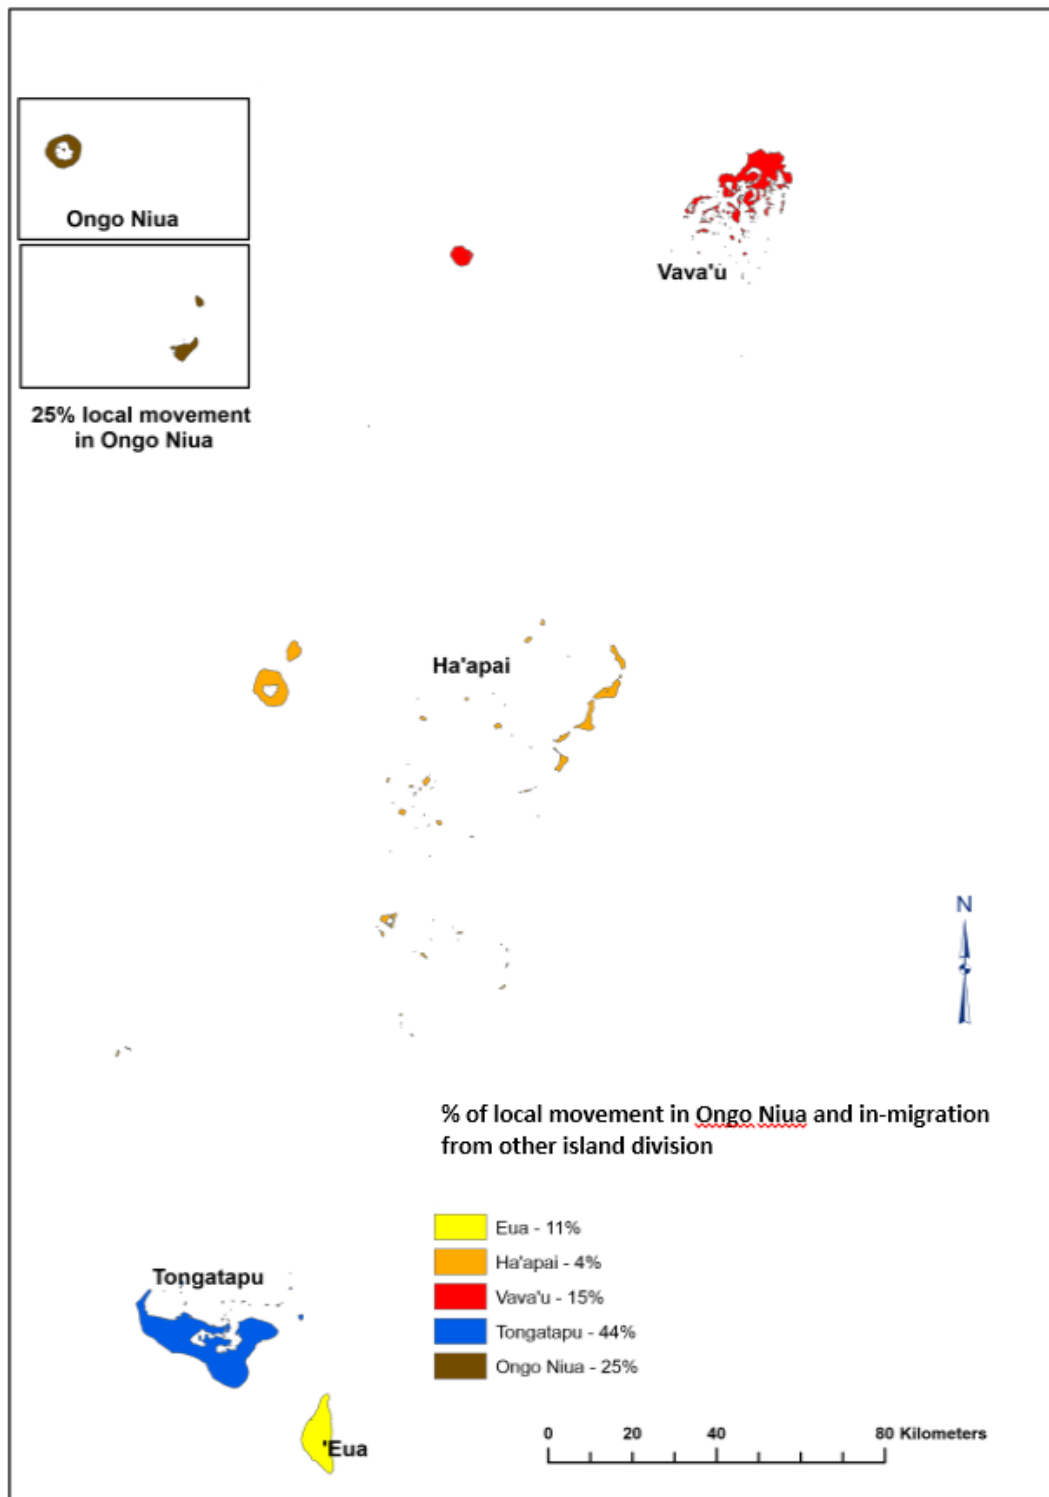 Ongo Niua
25% local movement
in Ongo Niua
Vava'u
Ha'apai
N
% of local movement in Ongo Niua and in-migration
from other island division
Eua - 11%
Ha'apai - 4%
Vava'u - 15%
Tongatapu - 44%
Ongo Niua - 25%
Tongatapu
'Eua
0 20 40 80 Kilometers